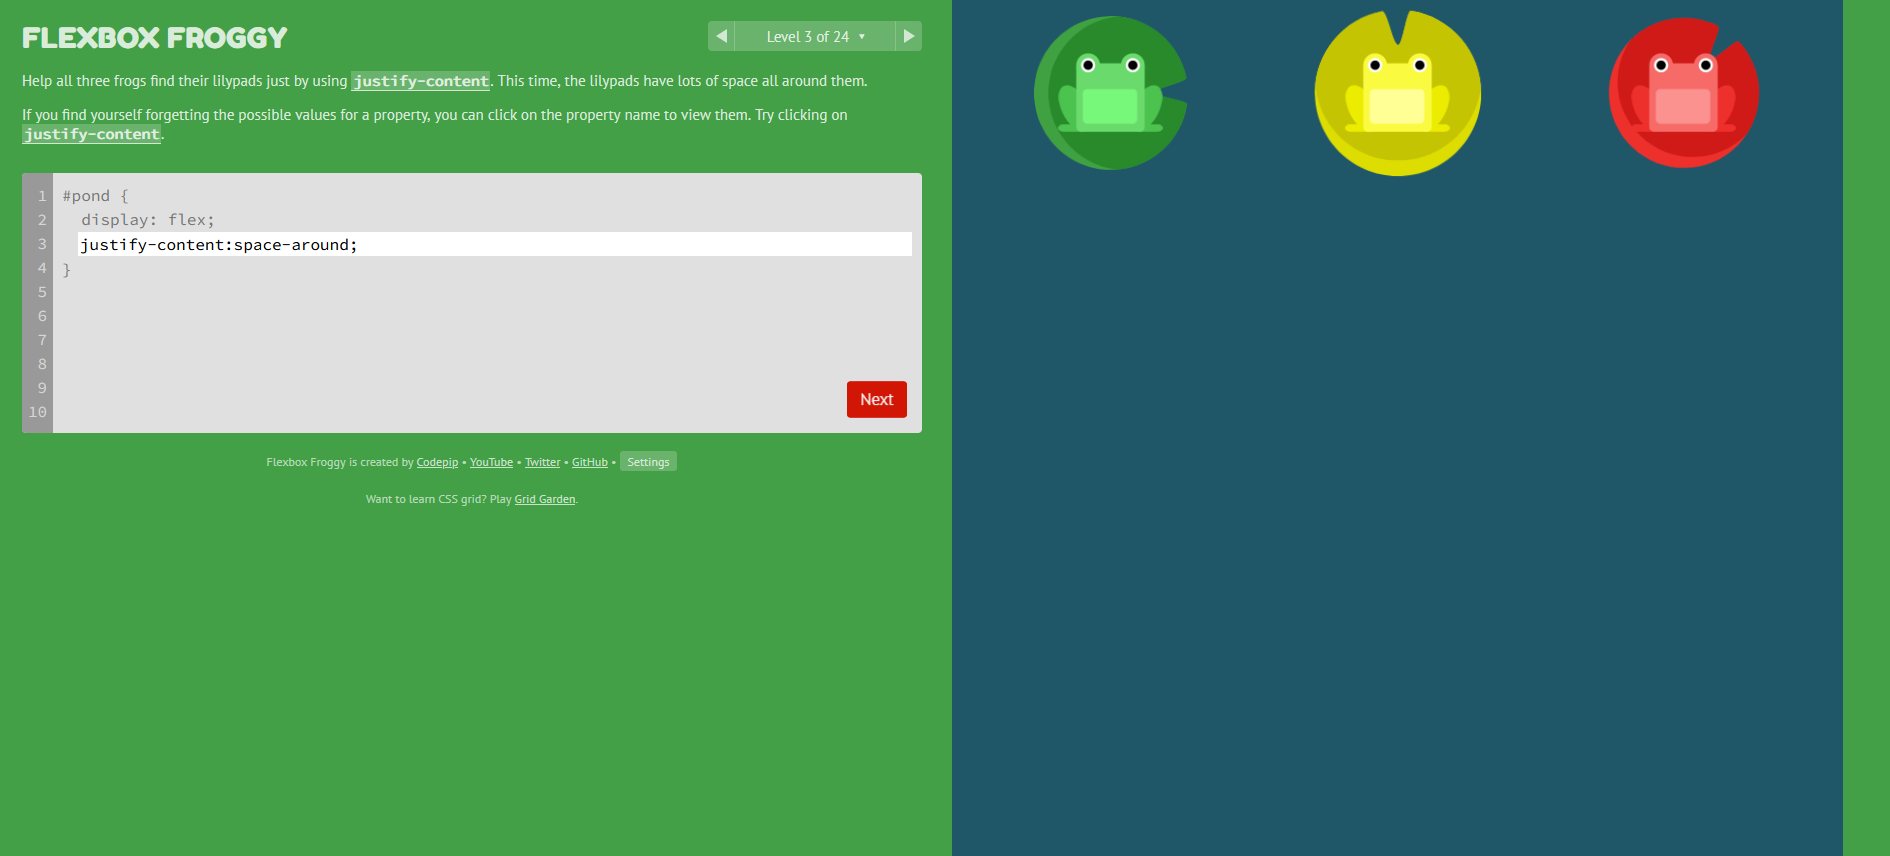 FLEXBOX FROGGY
◀ Level 3 of 24 ▾ ▶
Help all three frogs find their lilypads just by using justify-content. This time, the lilypads have lots of space all around them.
If you find yourself forgetting the possible values for a property, you can click on the property name to view them. Try clicking on
justify-content.
1 #pond {
2 display: flex;
3 justify-content:space-around;
4 }
5
6
7
8
9
10
Next
Flexbox Froggy is created by Codepip • YouTube • Twitter • GitHub • Settings
Want to learn CSS grid? Play Grid Garden.